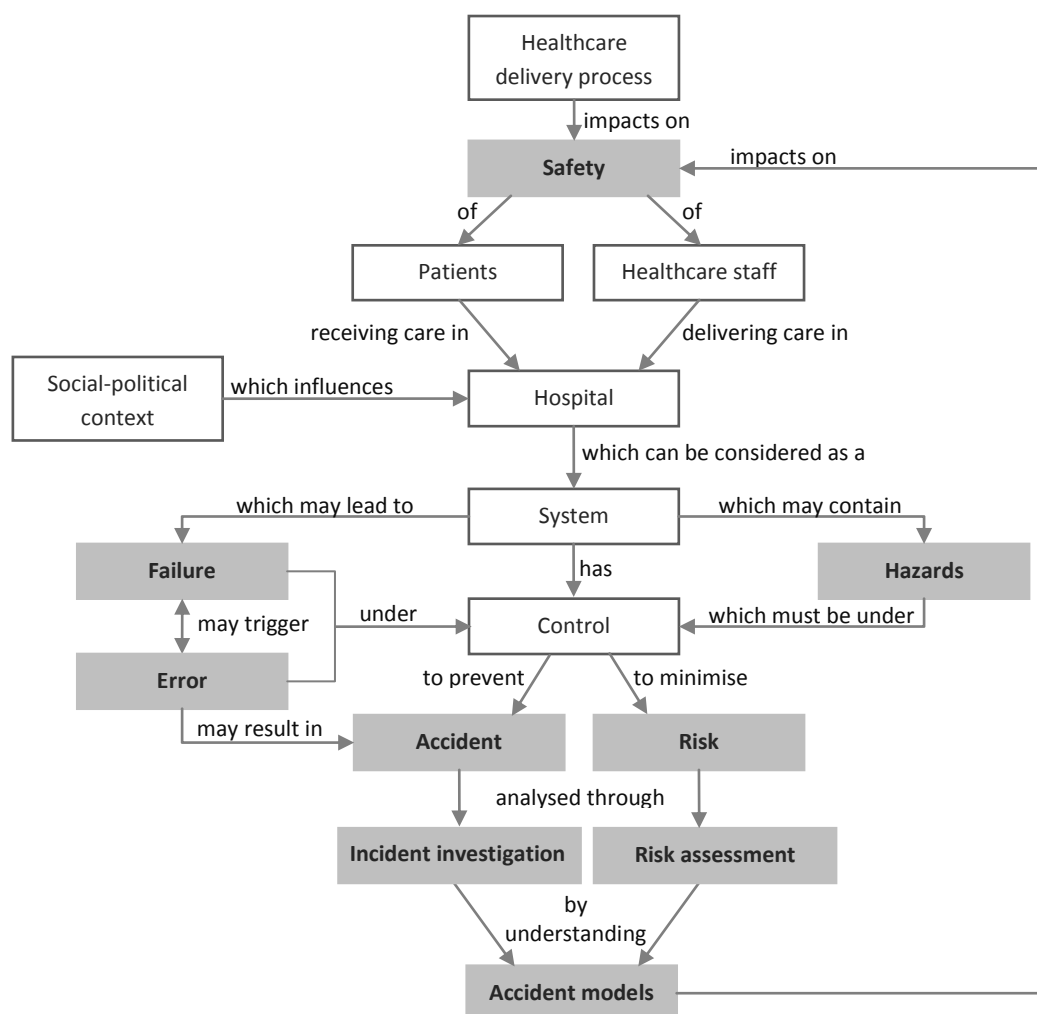 Healthcare
delivery process
impacts on
Safety
impacts on
of
of
Patients
Healthcare staff
receiving care in
delivering care in
Social-political
context
which influences
Hospital
which can be considered as a
which may lead to
System
which may contain
Failure
has
Hazards
may trigger
under
Control
which must be under
Error
to prevent
to minimise
may result in
Accident
Risk
analysed through
Incident investigation
Risk assessment
by
understanding
Accident models